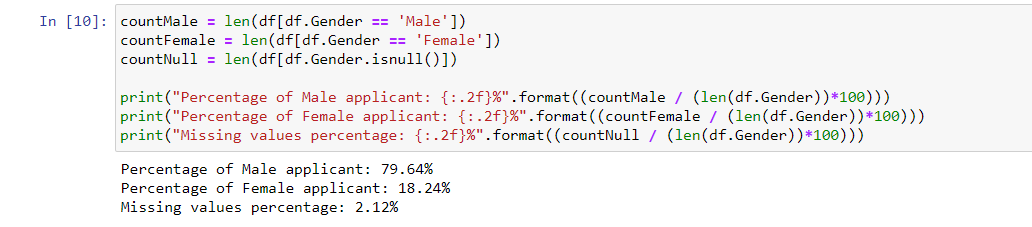 In [10]: countMale = len(df[df.Gender == 'Male'])
countFemale = len(df[df.Gender == 'Female'])
countNull = len(df[df.Gender.isnull()])
print("Percentage of Male applicant: {:.2f}%".format((countMale / (len(df.Gender))*100)))
print("Percentage of Female applicant: {:.2f}%".format((countFemale / (len(df.Gender))*100)))
print("Missing values percentage: {:.2f}%".format((countNull / (len(df.Gender))*100)))
Percentage of Male applicant: 79.64%
Percentage of Female applicant: 18.24%
Missing values percentage: 2.12%